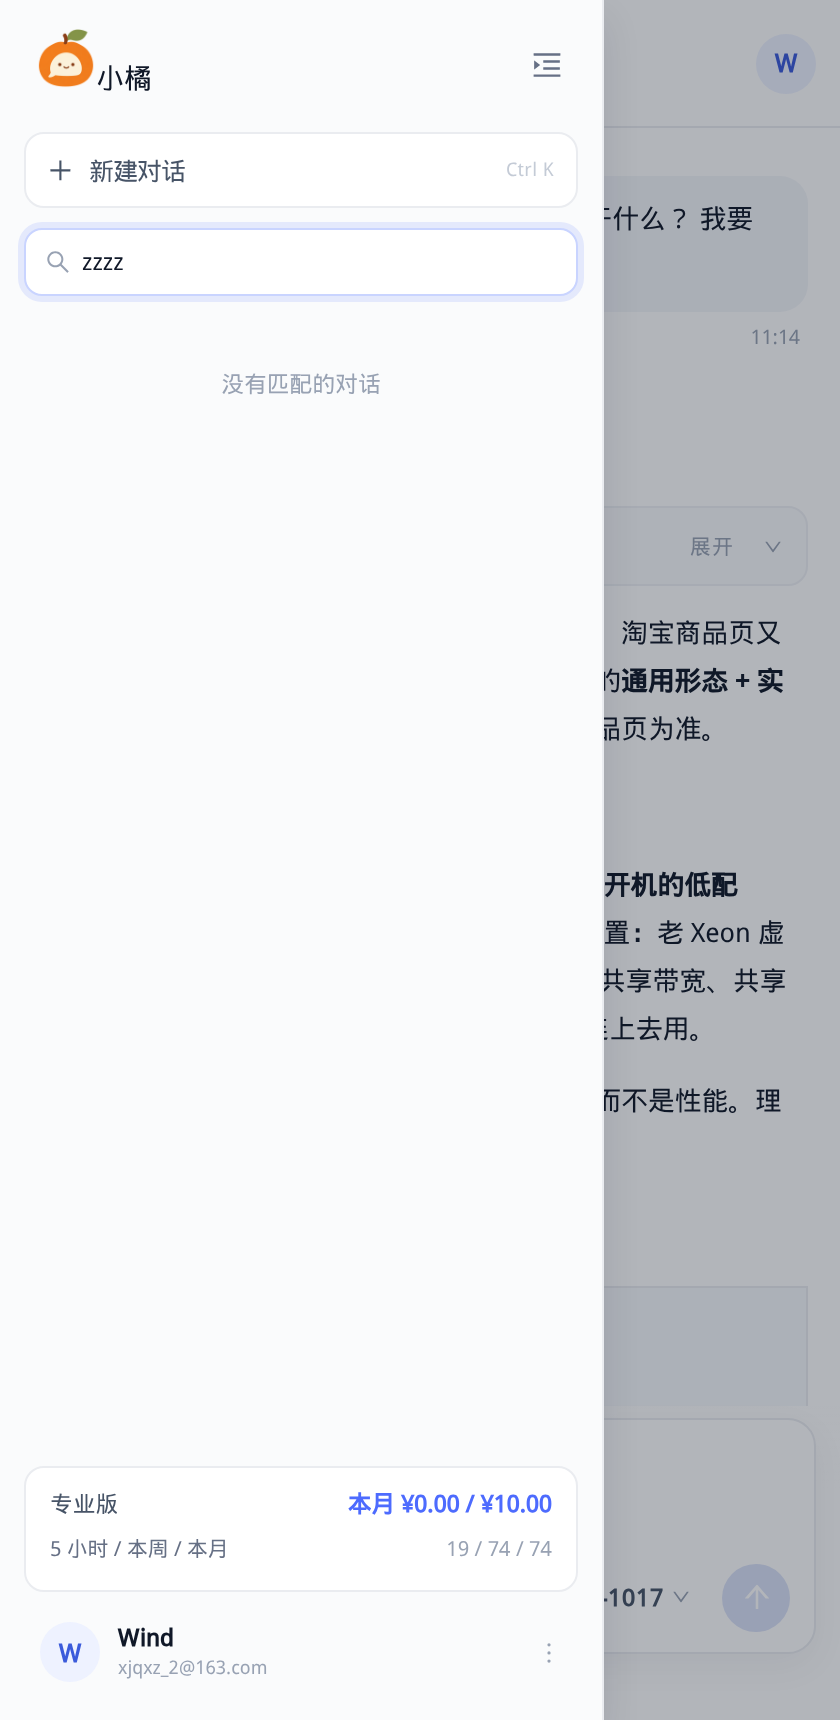 小橘
新建对话
Ctrl K
zzzz
没有匹配的对话
专业版
本月 ¥0.00 / ¥10.00
5 小时 / 本周 / 本月
19 / 74 / 74
W
Wind
xjqxz_2@163.com
W
什么？ 我要
11:14
展开
淘宝商品页又
的通用形态 + 实
品页为准。
开机的低配
置：老 Xeon 虚
共享带宽、共享
上去用。
而不是性能。理
-1017